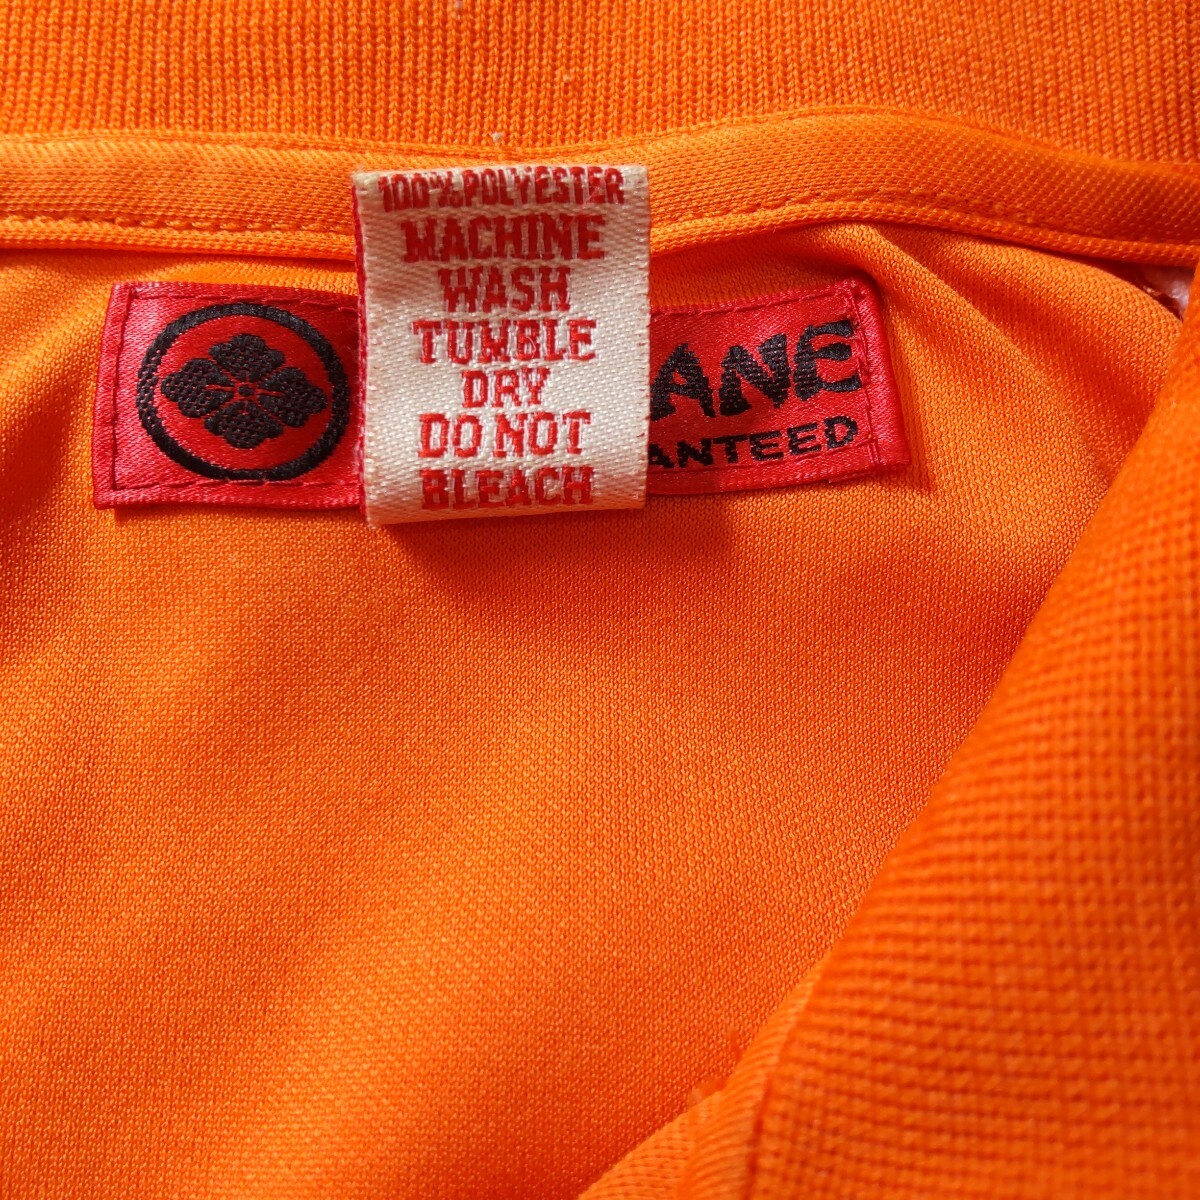 100% POLYESTER
MACHINE
WASH
TUMBLE
DRY
DO NOT
BLEACH
ANE
ANTEED